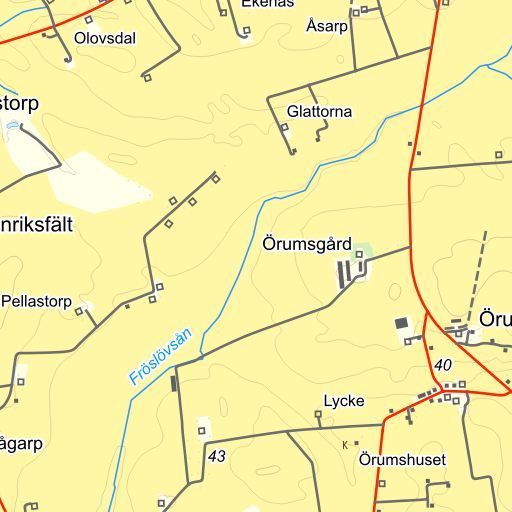 Ekenäs
Åsarp
Olovsdal
storp
Glattorna
nriksfält
Örumsgård
Pellastorp
Öru
Fröslövsån
40
Lycke
ågarp
43
K
Örumshuset